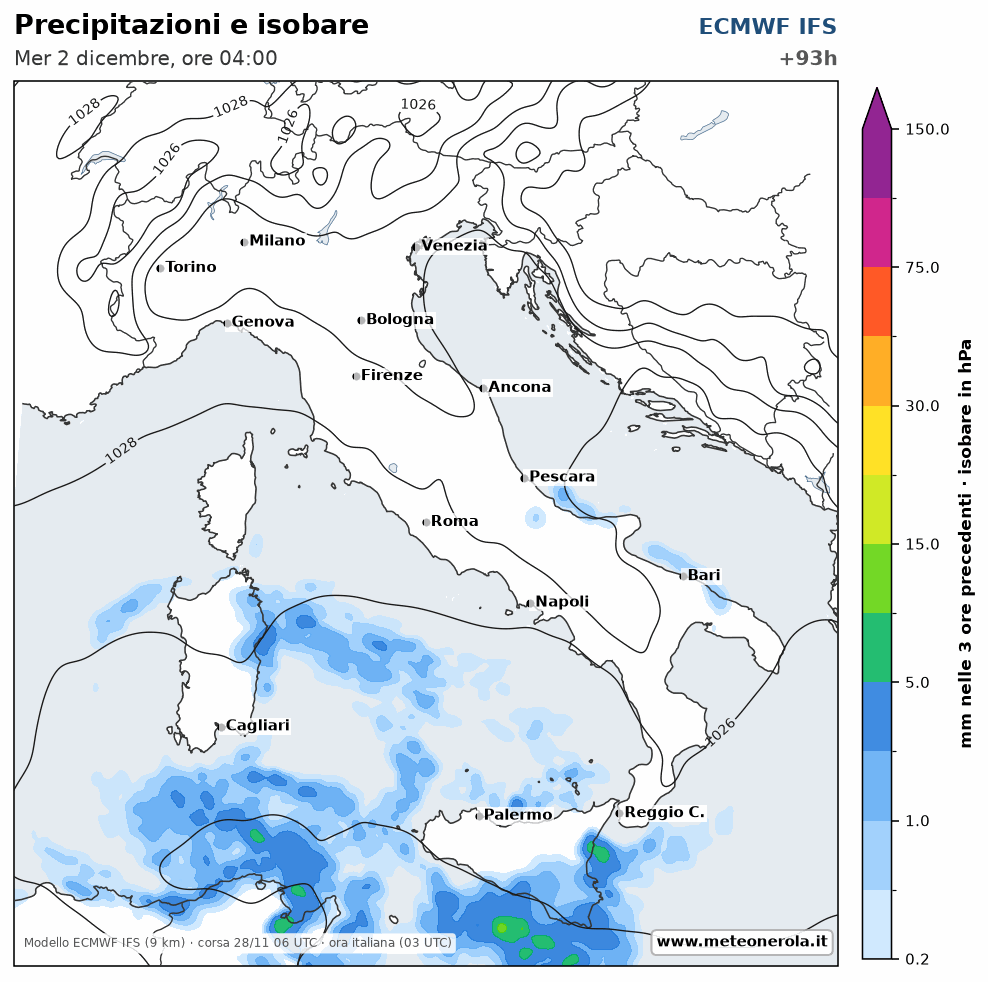 Precipitazioni e isobare
ECMWF IFS
Mer 2 dicembre, ore 04:00
+93h
1028
1028
1026
1026
1026
Milano
Venezia
Torino
Genova
Bologna
Firenze
Ancona
1028
Pescara
Roma
Bari
Napoli
Cagliari
1026
Palermo
Reggio C.
Modello ECMWF IFS (9 km) · corsa 28/11 06 UTC · ora italiana (03 UTC)
www.meteonerola.it
150.0
75.0
30.0
15.0
5.0
1.0
0.2
mm nelle 3 ore precedenti · isobare in hPa